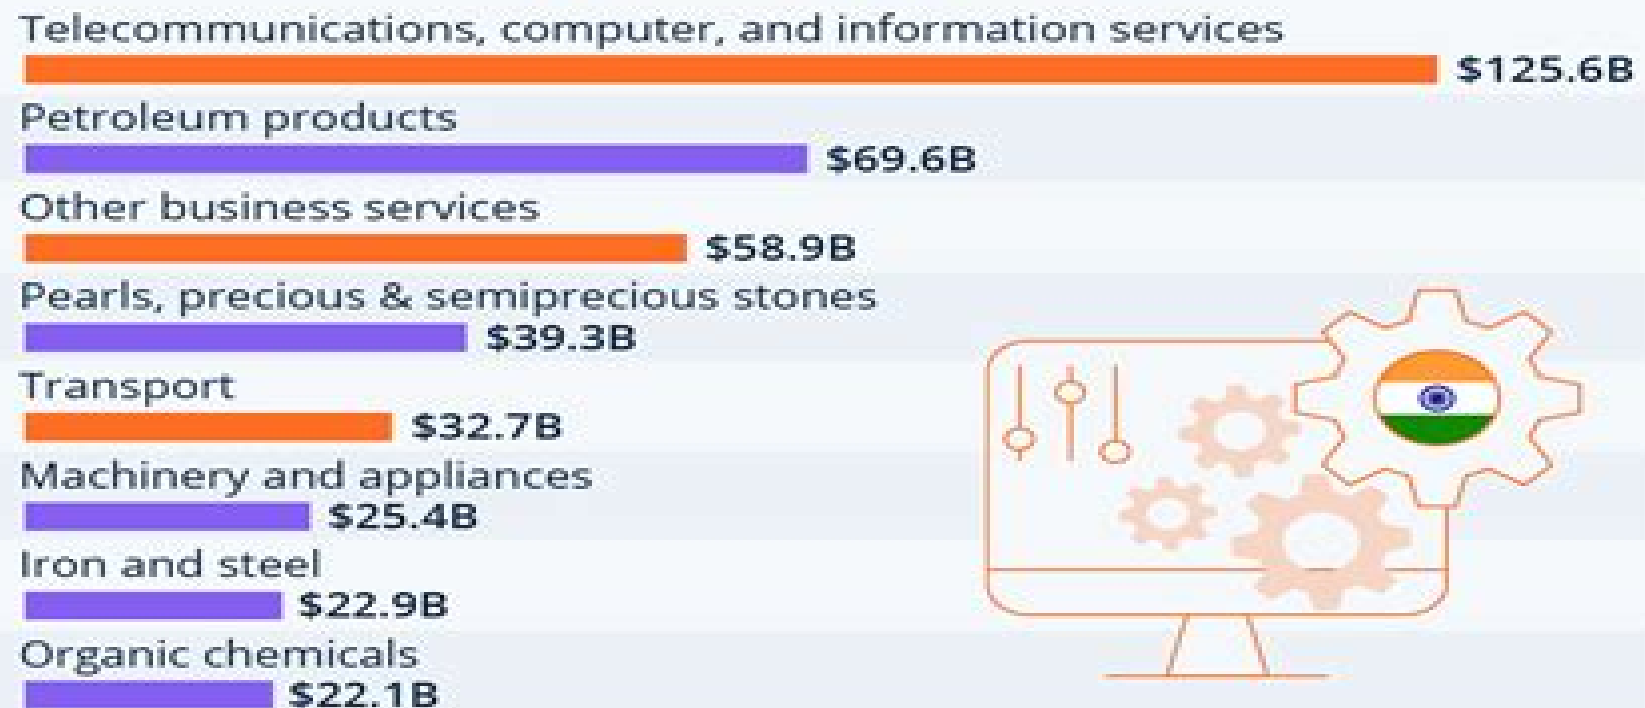 Telecommunications, computer, and information services
$125.6B
Petroleum products
$69.6B
Other business services
$58.9B
Pearls, precious & semiprecious stones
$39.3B
Transport
$32.7B
Machinery and appliances
$25.4B
Iron and steel
$22.9B
Organic chemicals
$22.1B